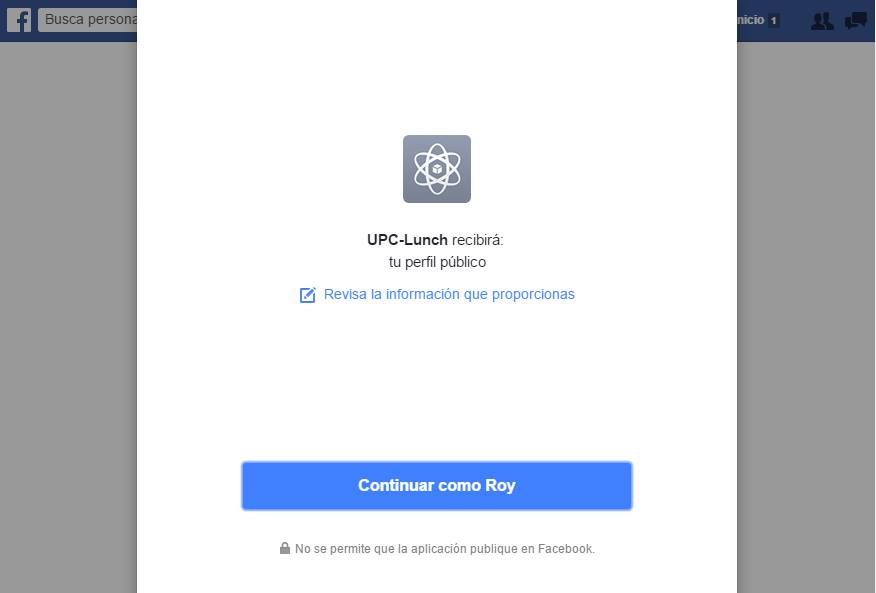 Busca persona
nicio 1
UPC-Lunch recibirá:
tu perfil público
Revisa la información que proporcionas
Continuar como Roy
No se permite que la aplicación publique en Facebook.